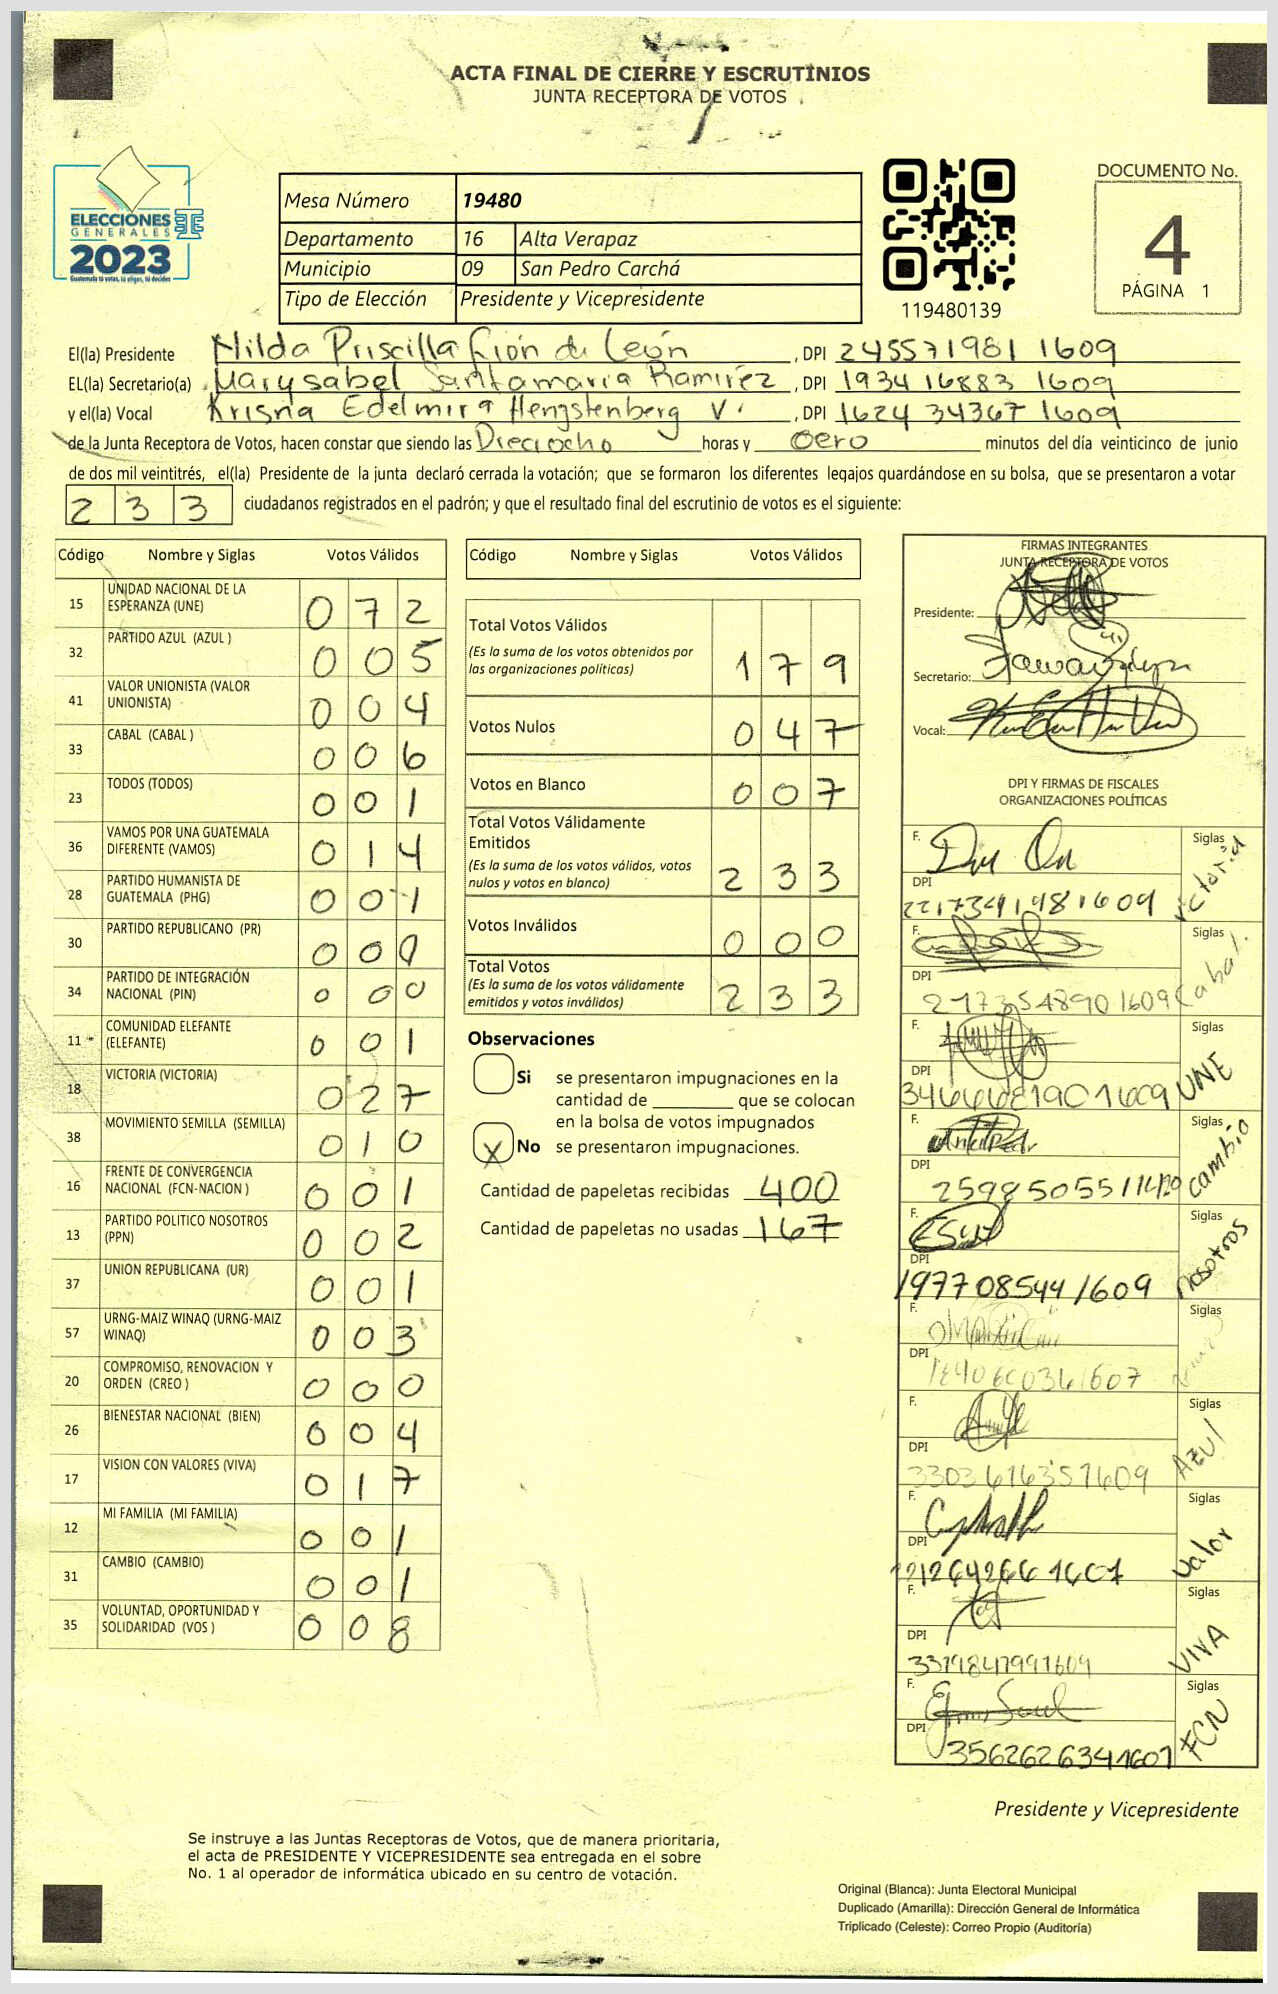 ACTA FINAL DE CIERRE Y ESCRUTINIOS
JUNTA RECEPTORA DE VOTOS
ELECCIONES
GENERALES
2023
Guatemala tú votas, tú eliges, tú decides
Mesa Número 19480
Departamento 16 Alta Verapaz
Municipio 09 San Pedro Carchá
Tipo de Elección Presidente y Vicepresidente
119480139
DOCUMENTO No.
4
PÁGINA 1
El(la) Presidente Hilda Priscilla Gión de León , DPI 245571981 1609
EL(la) Secretario(a) Marysabel Santamaria Ramirez , DPI 193416883 1609
y el(la) Vocal Krisna Edelmira Hengstenberg V. , DPI 1624 34367 1609
de la Junta Receptora de Votos, hacen constar que siendo las Dieciocho horas y cero minutos del día veinticinco de junio
de dos mil veintitrés, el(la) Presidente de la junta declaró cerrada la votación; que se formaron los diferentes legajos guardándose en su bolsa, que se presentaron a votar
2 3 3 ciudadanos registrados en el padrón; y que el resultado final del escrutinio de votos es el siguiente:
Código Nombre y Siglas Votos Válidos
15 UNIDAD NACIONAL DE LA ESPERANZA (UNE) 0 7 2
32 PARTIDO AZUL (AZUL ) 0 0 5
41 VALOR UNIONISTA (VALOR UNIONISTA) 0 0 4
33 CABAL (CABAL ) 0 0 6
23 TODOS (TODOS) 0 0 1
36 VAMOS POR UNA GUATEMALA DIFERENTE (VAMOS) 0 1 4
28 PARTIDO HUMANISTA DE GUATEMALA (PHG) 0 0 1
30 PARTIDO REPUBLICANO (PR) 0 0
34 PARTIDO DE INTEGRACIÓN NACIONAL (PIN) 0 0 0
11 COMUNIDAD ELEFANTE (ELEFANTE) 0 0 1
18 VICTORIA (VICTORIA) 0 2 7
38 MOVIMIENTO SEMILLA (SEMILLA) 0 1 0
16 FRENTE DE CONVERGENCIA NACIONAL (FCN-NACION ) 0 0 1
13 PARTIDO POLITICO NOSOTROS (PPN) 0 0 2
37 UNION REPUBLICANA (UR) 0 0 1
57 URNG-MAIZ WINAQ (URNG-MAIZ WINAQ) 0 0 3
20 COMPROMISO, RENOVACION Y ORDEN (CREO ) 0 0 0
26 BIENESTAR NACIONAL (BIEN) 0 0 4
17 VISION CON VALORES (VIVA) 0 1 7
12 MI FAMILIA (MI FAMILIA) 0 0 1
31 CAMBIO (CAMBIO) 0 0 1
35 VOLUNTAD, OPORTUNIDAD Y SOLIDARIDAD (VOS ) 0 0 8
Código Nombre y Siglas Votos Válidos
Total Votos Válidos 1 7 9
(Es la suma de los votos obtenidos por
las organizaciones políticas)
Votos Nulos 0 4 7
Votos en Blanco 0 0 7
Total Votos Válidamente
Emitidos 2 3 3
(Es la suma de los votos válidos, votos
nulos y votos en blanco)
Votos Inválidos 0 0 0
Total Votos 2 3 3
(Es la suma de los votos válidamente
emitidos y votos inválidos)
Observaciones
Si se presentaron impugnaciones en la
cantidad de ________ que se colocan
en la bolsa de votos impugnados
X No se presentaron impugnaciones.
Cantidad de papeletas recibidas 400
Cantidad de papeletas no usadas 167
FIRMAS INTEGRANTES
JUNTA RECEPTORA DE VOTOS
Presidente:
Secretario:
Vocal:
DPI Y FIRMAS DE FISCALES
ORGANIZACIONES POLÍTICAS
F. Siglas
DPI
F. Siglas Cabal.
DPI 2173548901609
F. Siglas UNE
DPI
F. Siglas Cambio
DPI
F. Siglas Nosotros
DPI 1977085441609
F. Siglas
DPI
F. Siglas AZUL
DPI 3303616351609
F. Siglas Valor
DPI
F. Siglas VIVA
DPI
F. Siglas FCN
DPI 3562626341607
Presidente y Vicepresidente
Se instruye a las Juntas Receptoras de Votos, que de manera prioritaria,
el acta de PRESIDENTE Y VICEPRESIDENTE sea entregada en el sobre
No. 1 al operador de informática ubicado en su centro de votación.
Original (Blanca): Junta Electoral Municipal
Duplicado (Amarilla): Dirección General de Informática
Triplicado (Celeste): Correo Propio (Auditoría)